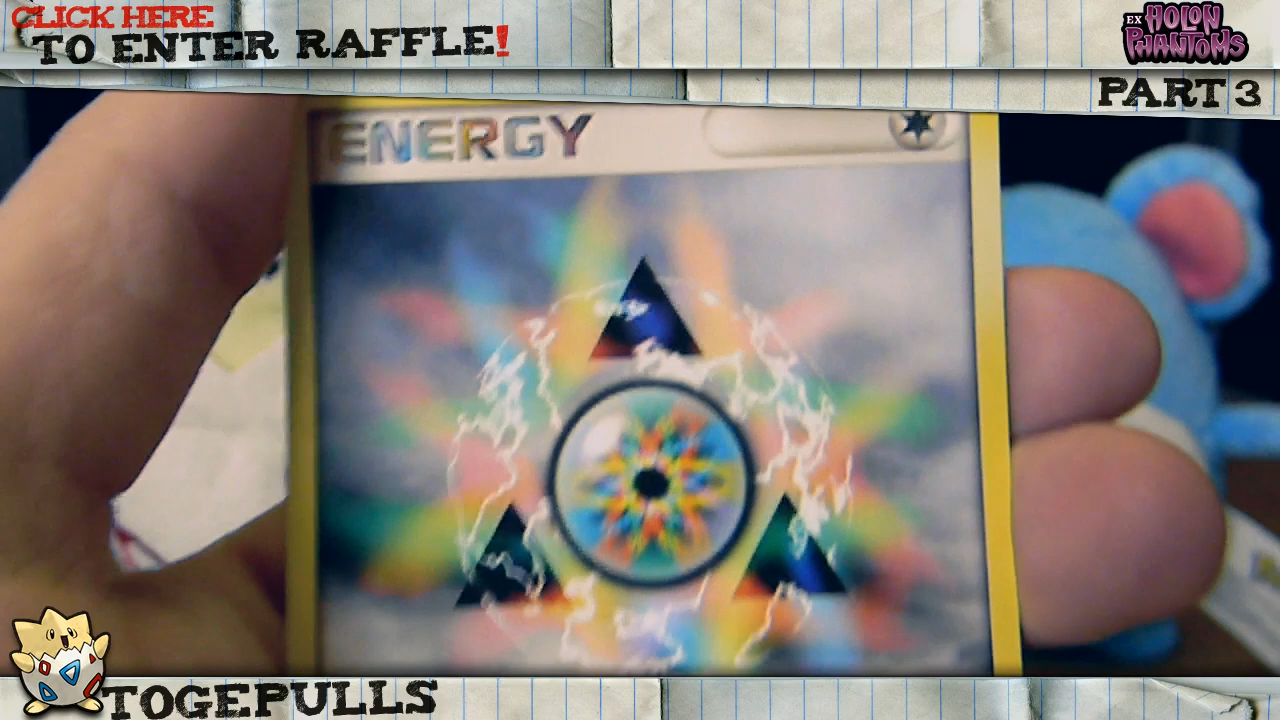 CLICK HERE
TO ENTER RAFFLE!
EX HOLON
PHANTOMS
PART 3
ENERGY
TOGEPULLS